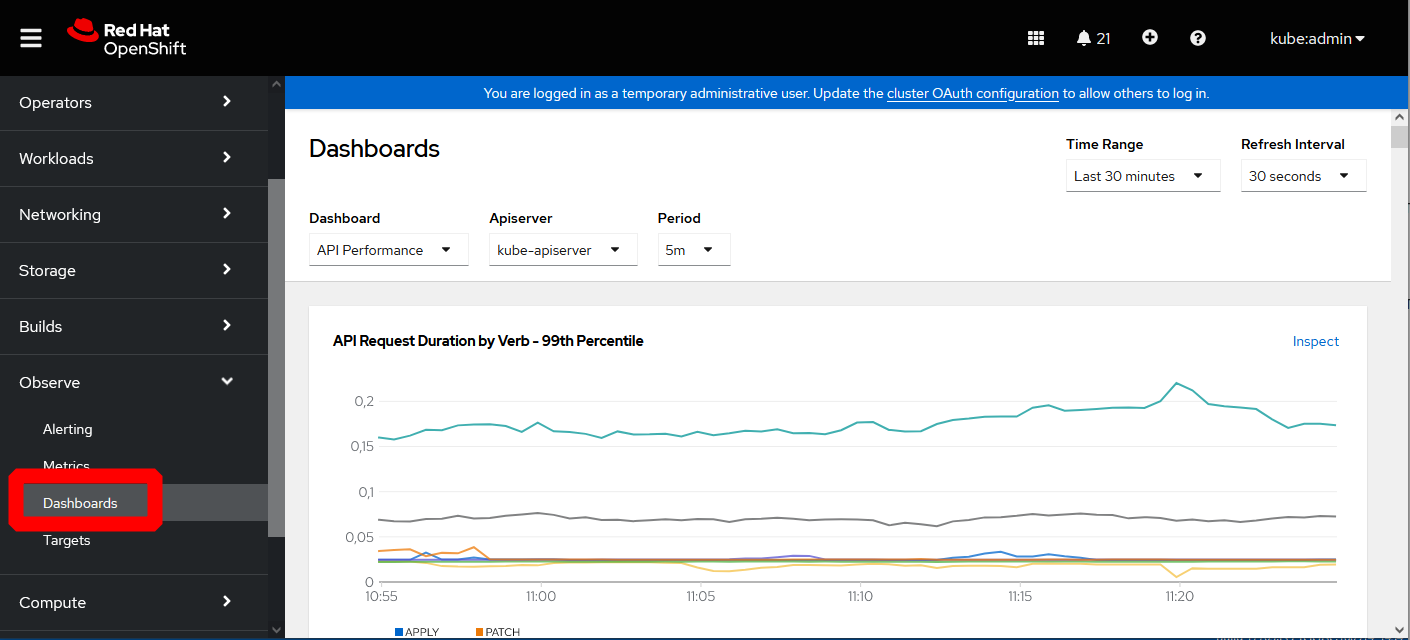 Red Hat
OpenShift
21
kube:admin
Operators
Workloads
Networking
Storage
Builds
Observe
Alerting
Metrics
Dashboards
Targets
Compute
You are logged in as a temporary administrative user. Update the cluster OAuth configuration to allow others to log in.
Dashboards
Time Range
Refresh Interval
Last 30 minutes
30 seconds
Dashboard
Apiserver
Period
API Performance
kube-apiserver
5m
API Request Duration by Verb - 99th Percentile
Inspect
0,2
0,15
0,1
0,05
0
10:55
11:00
11:05
11:10
11:15
11:20
APPLY
PATCH